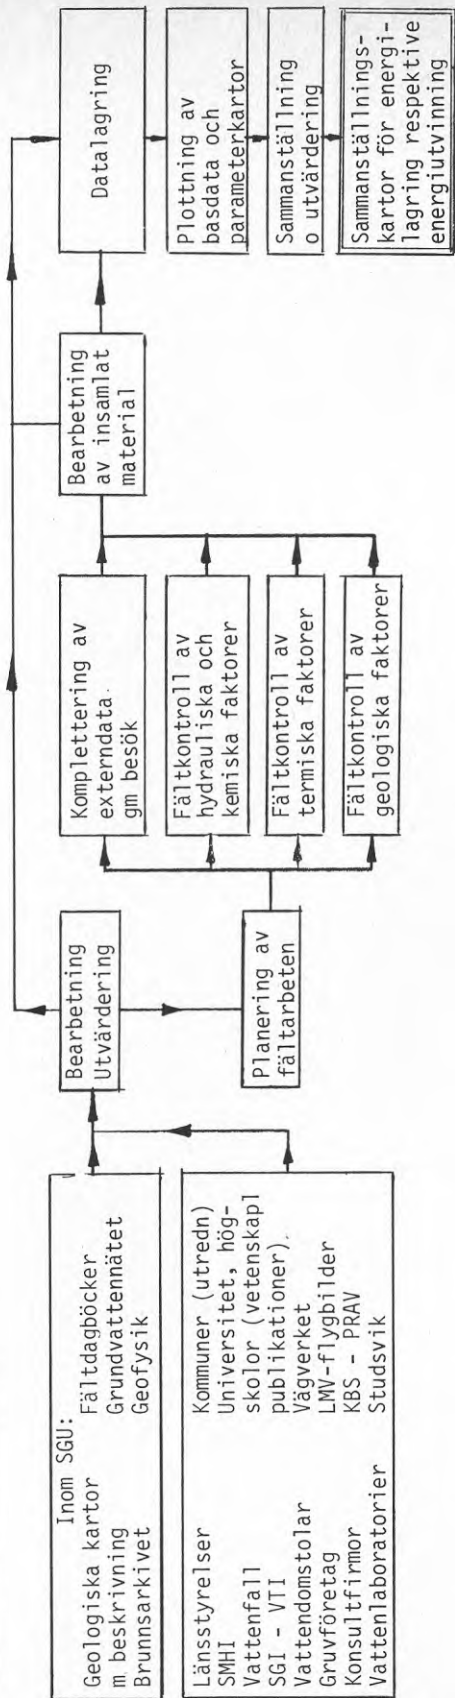 Inom SGU:
Geologiska kartor
m beskrivning
Brunnsarkivet
Fältdagböcker
Grundvattennätet
Geofysik
Länsstyrelser
SMHI
Vattenfall
SGI - VTI
Vattendomstolar
Gruvföretag
Konsultfirmor
Vattenlaboratorier
Kommuner (utredn)
Universitet, hög-
skolor (vetenskapl
publikationer).
Vägverket
LMV-flygbilder
KBS - PRAV
Studsvik
Bearbetning
Utvärdering
Planering av
fältarbeten
Komplettering av
externdata.
gm besök
Fältkontroll av
hydrauliska och
kemiska faktorer
Fältkontroll av
termiska faktorer
Fältkontroll av
geologiska faktorer
Bearbetning
av insamlat
material
Datalagring
Plottning av
basdata och
parameterkartor
Sammanställning
o utvärdering
Sammanställnings-
kartor för energi-
lagring respektive
energiutvinning